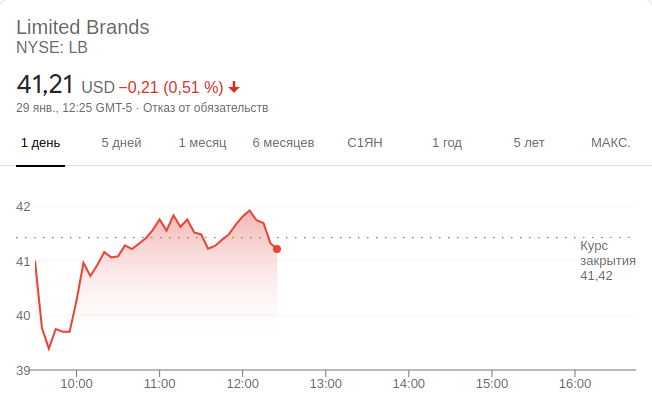 Limited Brands
NYSE: LB
41,21 USD −0,21 (0,51 %)
29 янв., 12:25 GMT-5 · Отказ от обязательств
1 день 5 дней 1 месяц 6 месяцев С1ЯН 1 год 5 лет МАКС.
42
41
40
39
Курс
закрытия
41,42
10:00 11:00 12:00 13:00 14:00 15:00 16:00